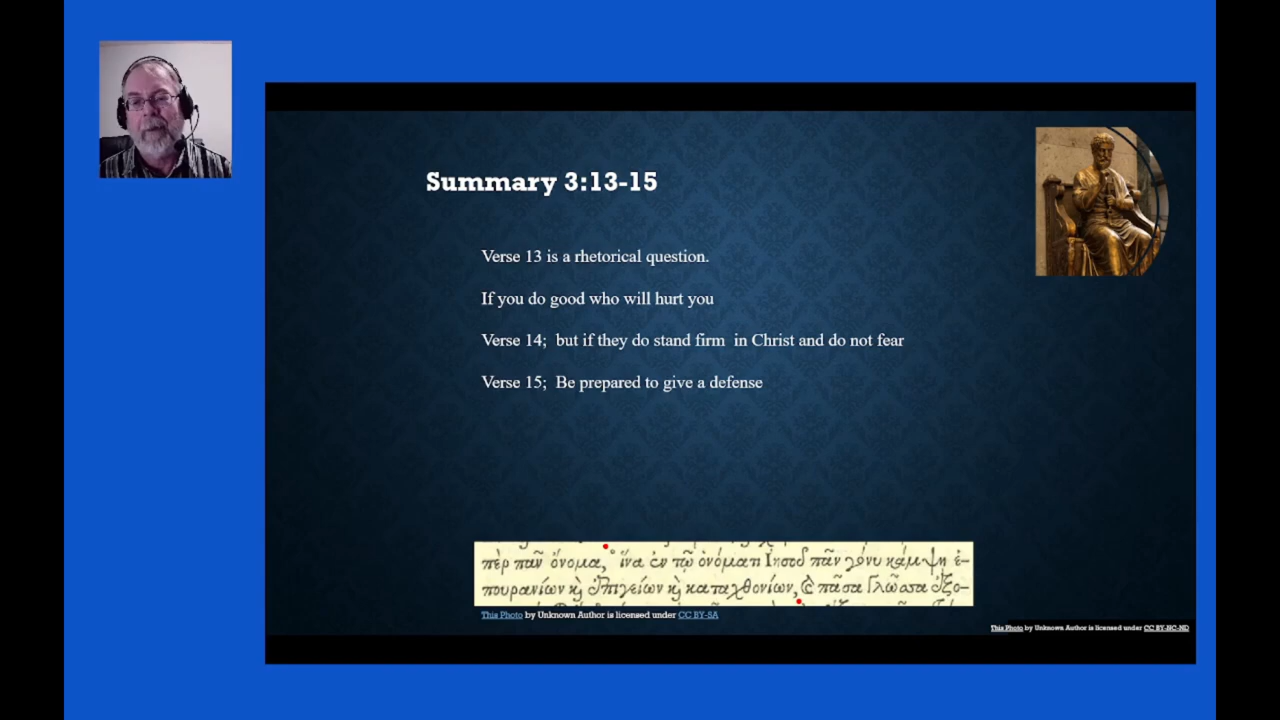 Summary 3:13-15
Verse 13 is a rhetorical question.
If you do good who will hurt you
Verse 14; but if they do stand firm in Christ and do not fear
Verse 15; Be prepared to give a defense
πὲρ πᾶν ὄνομα, ἵνα ἐν τῷ ὀνόματι Ἰησοῦ πᾶν γόνυ κάμψῃ ἐ-
πουρανίων κ̀ ἐπιγείων κ̀ καταχθονίων, κ̀ πᾶσα γλῶσσα ἐξο-
This Photo by Unknown Author is licensed under CC BY-SA
This Photo by Unknown Author is licensed under CC BY-NC-ND